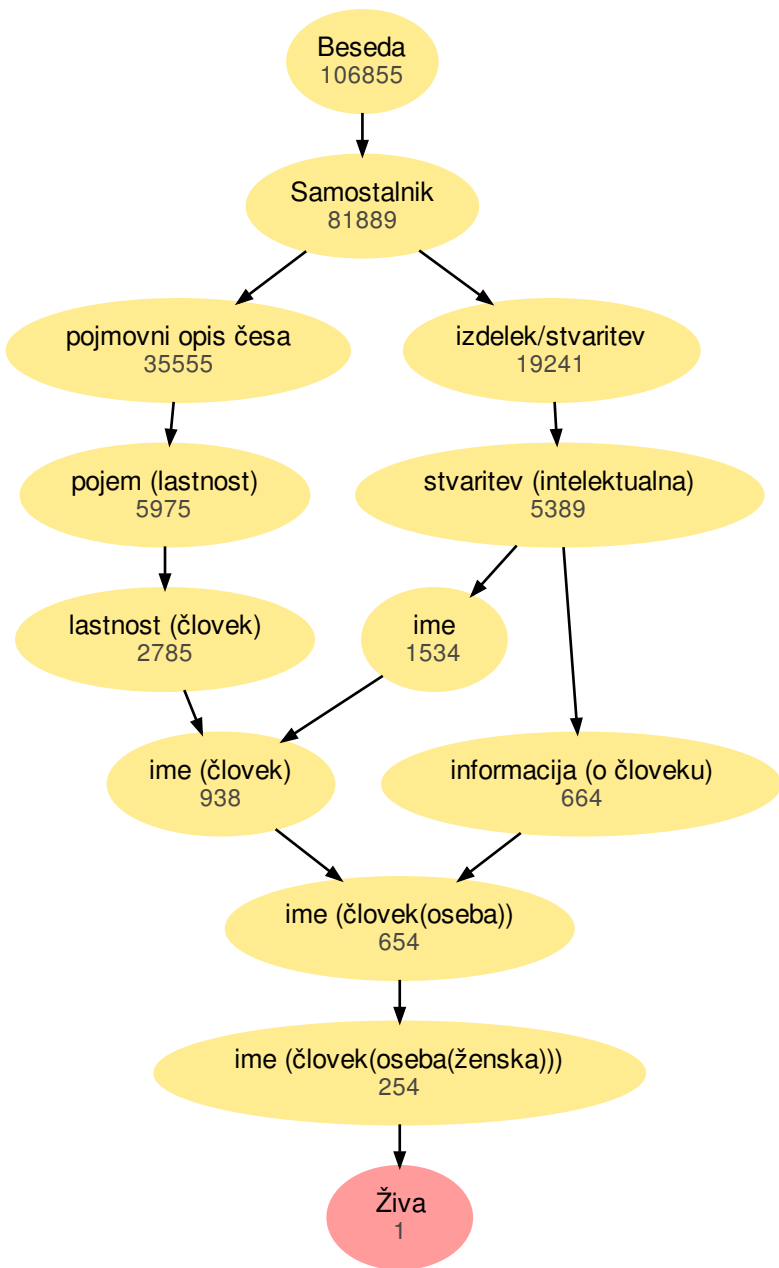 Beseda
106855
Samostalnik
81889
pojmovni opis česa
35555
izdelek/stvaritev
19241
pojem (lastnost)
5975
stvaritev (intelektualna)
5389
lastnost (človek)
2785
ime
1534
ime (človek)
938
informacija (o človeku)
664
ime (človek(oseba))
654
ime (človek(oseba(ženska)))
254
Živa
1